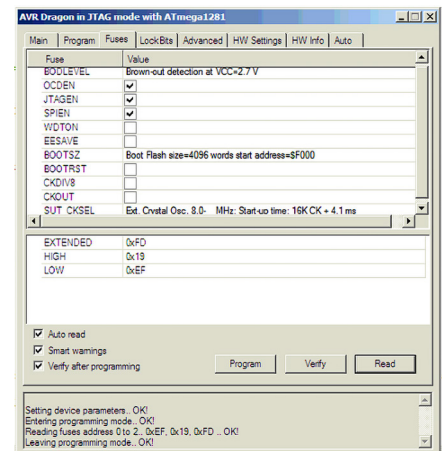 AVR Dragon in JTAG mode with ATmega1281
Main Program Fuses LockBits Advanced HW Settings HW Info Auto
Fuse Value
BODLEVEL Brown-out detection at VCC=2.7 V
OCDEN
JTAGEN
SPIEN
WDTON
EESAVE
BOOTSZ Boot Flash size=4096 words start address=$F000
BOOTRST
CKDIV8
CKOUT
SUT_CKSEL Ext. Crystal Osc. 8.0- MHz; Start-up time: 16K CK + 4.1 ms
EXTENDED 0xFD
HIGH 0x19
LOW 0xEF
Auto read
Smart warnings
Verify after programming
Program Verify Read
Setting device parameters.. OK!
Entering programming mode.. OK!
Reading fuses address 0 to 2.. 0xEF, 0x19, 0xFD .. OK!
Leaving programming mode.. OK!